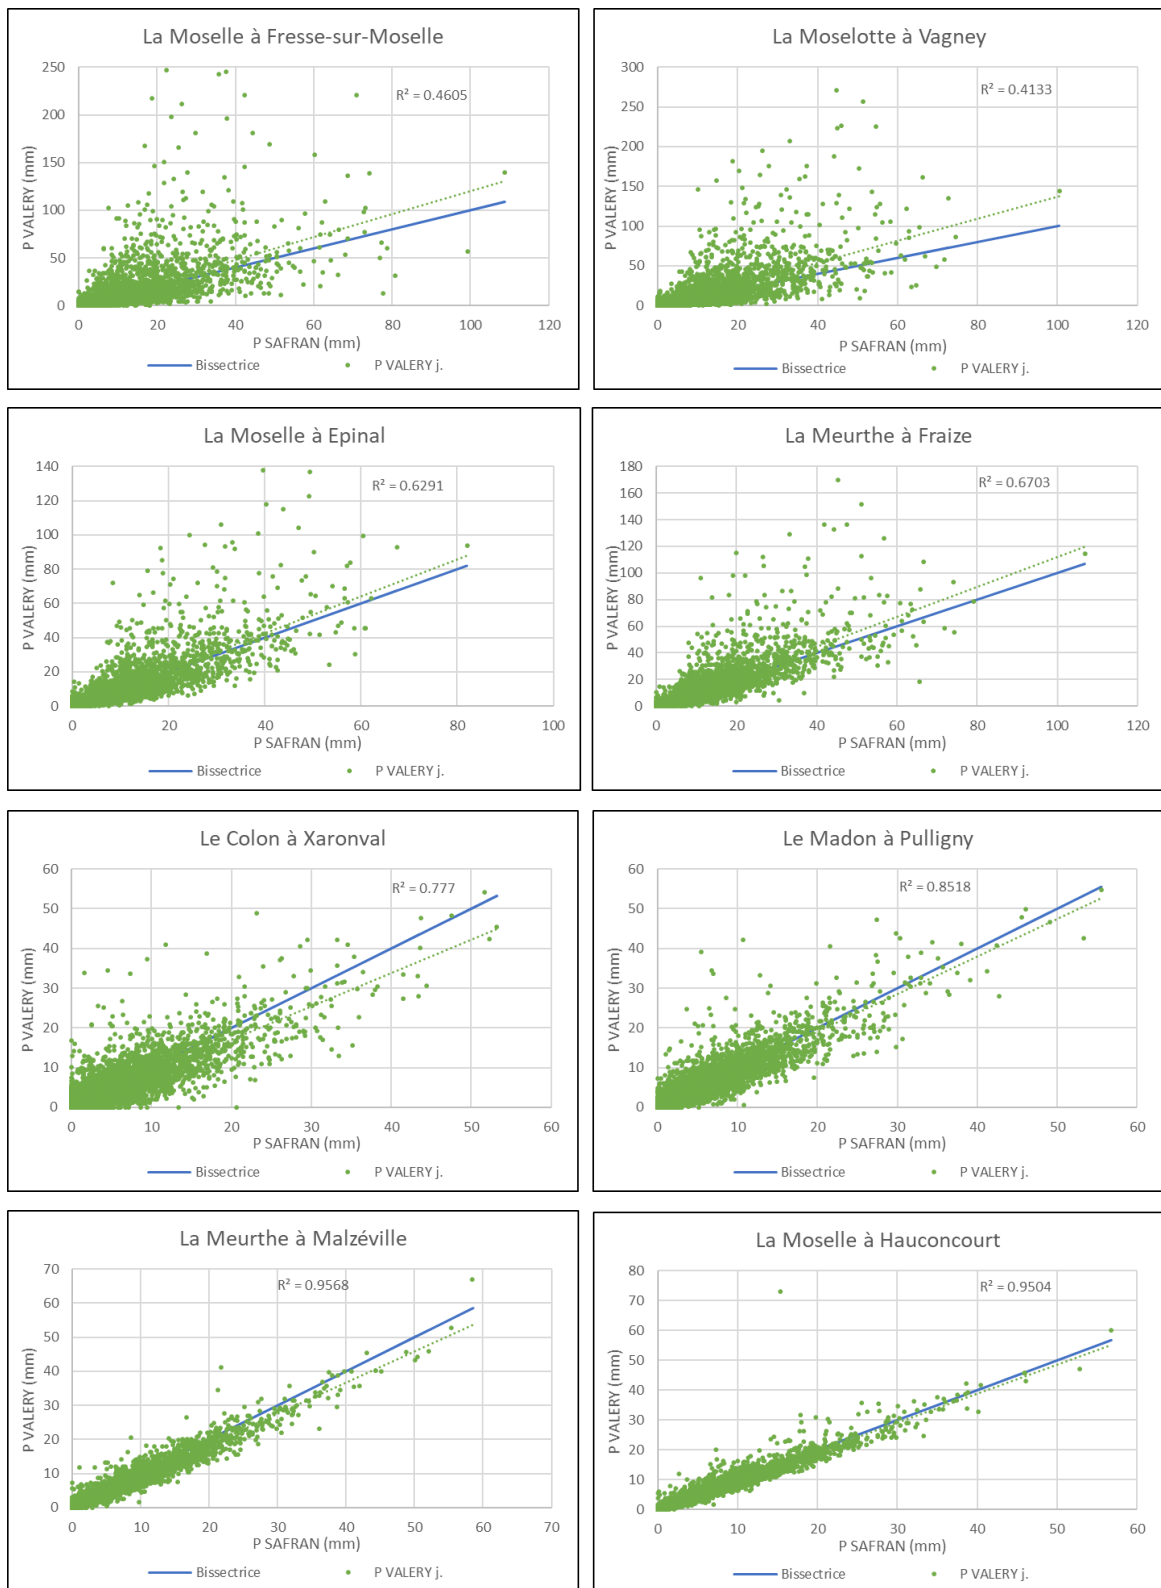 La Moselle à Fresse-sur-Moselle
R² = 0.4605
P VALERY (mm)
250
200
150
100
50
0
0 20 40 60 80 100 120
P SAFRAN (mm)
Bissectrice P VALERY j.
La Moselotte à Vagney
R² = 0.4133
P VALERY (mm)
300
250
200
150
100
50
0
0 20 40 60 80 100 120
P SAFRAN (mm)
Bissectrice P VALERY j.
La Moselle à Epinal
R² = 0.6291
P VALERY (mm)
140
120
100
80
60
40
20
0
0 20 40 60 80 100
P SAFRAN (mm)
Bissectrice P VALERY j.
La Meurthe à Fraize
R² = 0.6703
P VALERY (mm)
180
160
140
120
100
80
60
40
20
0
0 20 40 60 80 100 120
P SAFRAN (mm)
Bissectrice P VALERY j.
Le Colon à Xaronval
R² = 0.777
P VALERY (mm)
60
50
40
30
20
10
0
0 10 20 30 40 50 60
P SAFRAN (mm)
Bissectrice P VALERY j.
Le Madon à Pulligny
R² = 0.8518
P VALERY (mm)
60
50
40
30
20
10
0
0 10 20 30 40 50 60
P SAFRAN (mm)
Bissectrice P VALERY j.
La Meurthe à Malzéville
R² = 0.9568
P VALERY (mm)
70
60
50
40
30
20
10
0
0 10 20 30 40 50 60 70
P SAFRAN (mm)
Bissectrice P VALERY j.
La Moselle à Hauconcourt
R² = 0.9504
P VALERY (mm)
80
70
60
50
40
30
20
10
0
0 10 20 30 40 50 60
P SAFRAN (mm)
Bissectrice P VALERY j.